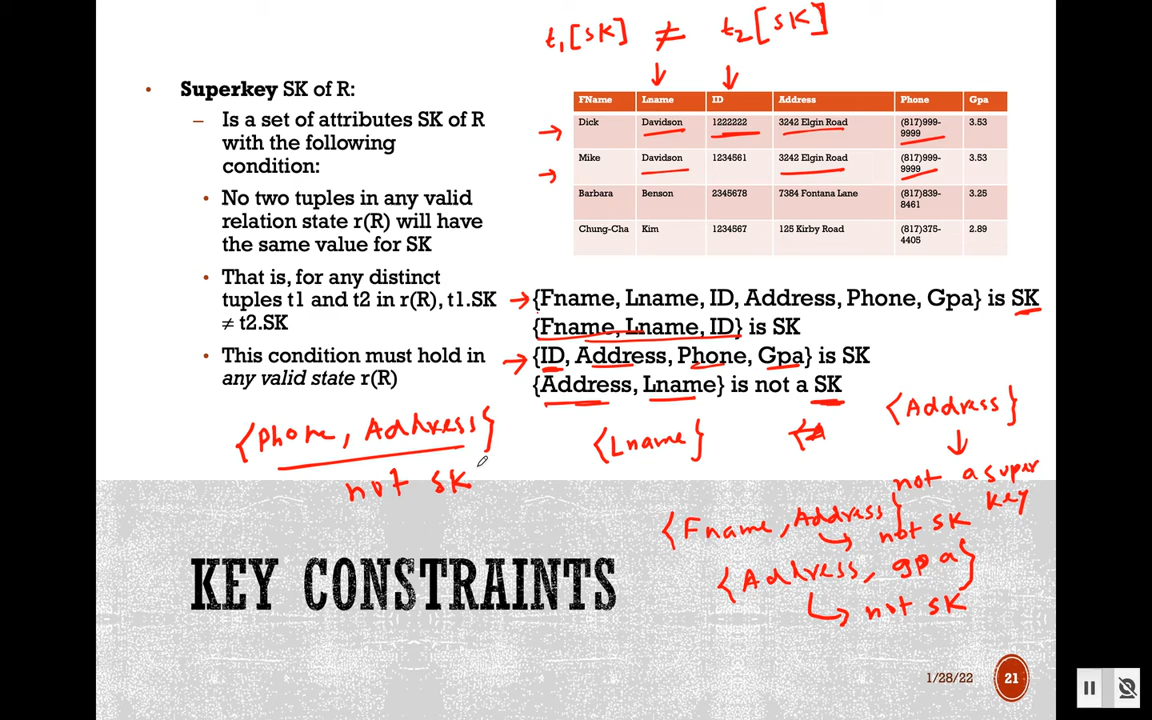 t₁[SK] ≠ t₂[SK]
• Superkey SK of R:
– Is a set of attributes SK of R
with the following
condition:
• No two tuples in any valid
relation state r(R) will have
the same value for SK
• That is, for any distinct
tuples t1 and t2 in r(R), t1.SK
≠ t2.SK
• This condition must hold in
any valid state r(R)
FName Lname ID Address Phone Gpa
Dick Davidson 1222222 3242 Elgin Road (817)999-9999 3.53
Mike Davidson 1234561 3242 Elgin Road (817)999-9999 3.53
Barbara Benson 2345678 7384 Fontana Lane (817)839-8461 3.25
Chung-Cha Kim 1234567 125 Kirby Road (817)375-4405 2.89
{Fname, Lname, ID, Address, Phone, Gpa} is SK
{Fname, Lname, ID} is SK
{ID, Address, Phone, Gpa} is SK
{Address, Lname} is not a SK
{Phone, Address}
not SK
{Lname}
{Address}
not a super
key
{Fname, Address}
not SK
{Address, gpa}
not SK
KEY CONSTRAINTS
1/28/22
21